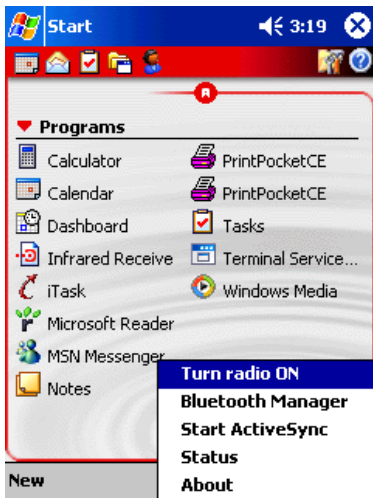 Start 3:19
Programs
Calculator PrintPocketCE
Calendar PrintPocketCE
Dashboard Tasks
Infrared Receive Terminal Service...
iTask Windows Media
Microsoft Reader
MSN Messenger
Notes
Turn radio ON
Bluetooth Manager
Start ActiveSync
Status
New About